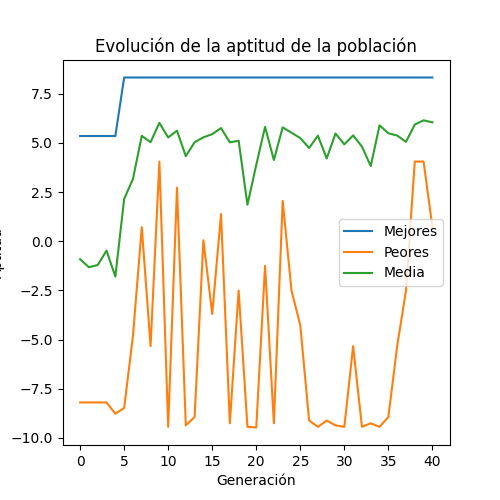 Evolución de la aptitud de la población
7.5
5.0
2.5
0.0
−2.5
−5.0
−7.5
−10.0
Mejores
Peores
Media
0 5 10 15 20 25 30 35 40
Generación